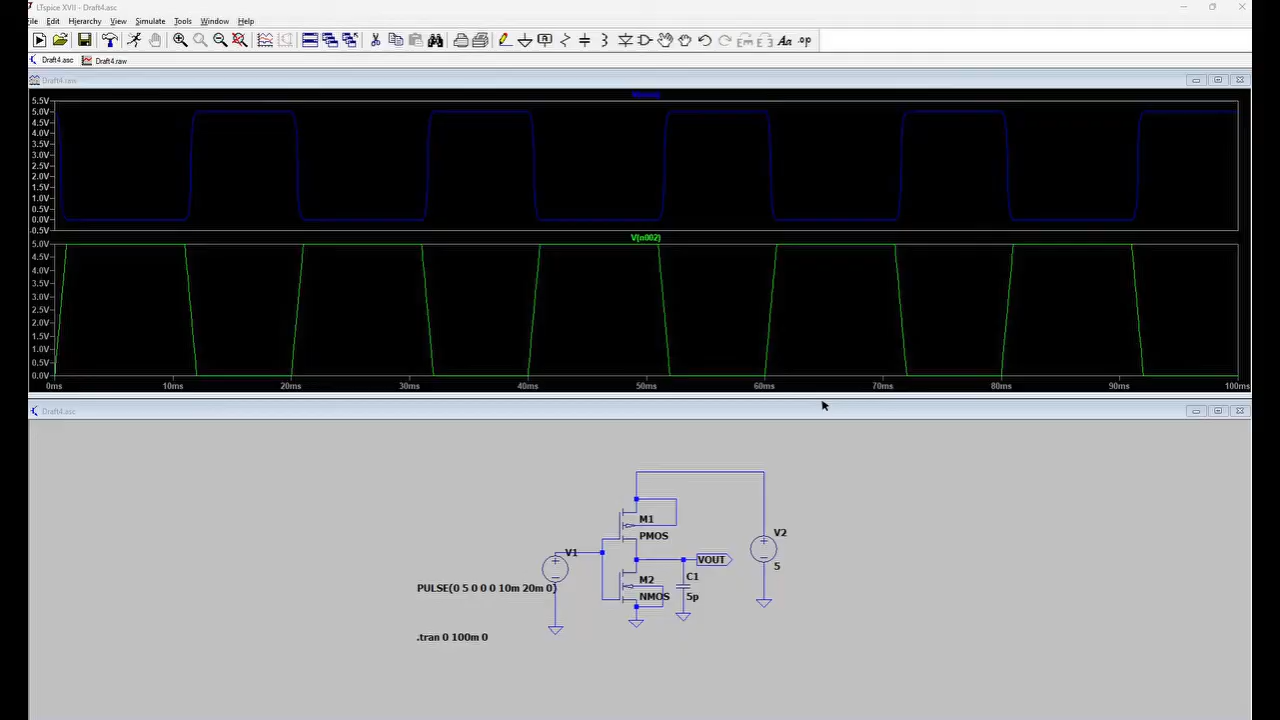 LTspice XVII - Draft4.asc
File Edit Hierarchy View Simulate Tools Window Help
Draft4.asc Draft4.raw
Draft4.raw
5.5V
5.0V
4.5V
4.0V
3.5V
3.0V
2.5V
2.0V
1.5V
1.0V
0.5V
0.0V
-0.5V
V(n002)
5.0V
4.5V
4.0V
3.5V
3.0V
2.5V
2.0V
1.5V
1.0V
0.5V
0.0V
0ms 10ms 20ms 30ms 40ms 50ms 60ms 70ms 80ms 90ms 100ms
Draft4.asc
M1
PMOS
V2
5
V1
VOUT
M2
NMOS
C1
5p
PULSE(0 5 0 0 0 10m 20m 0)
.tran 0 100m 0